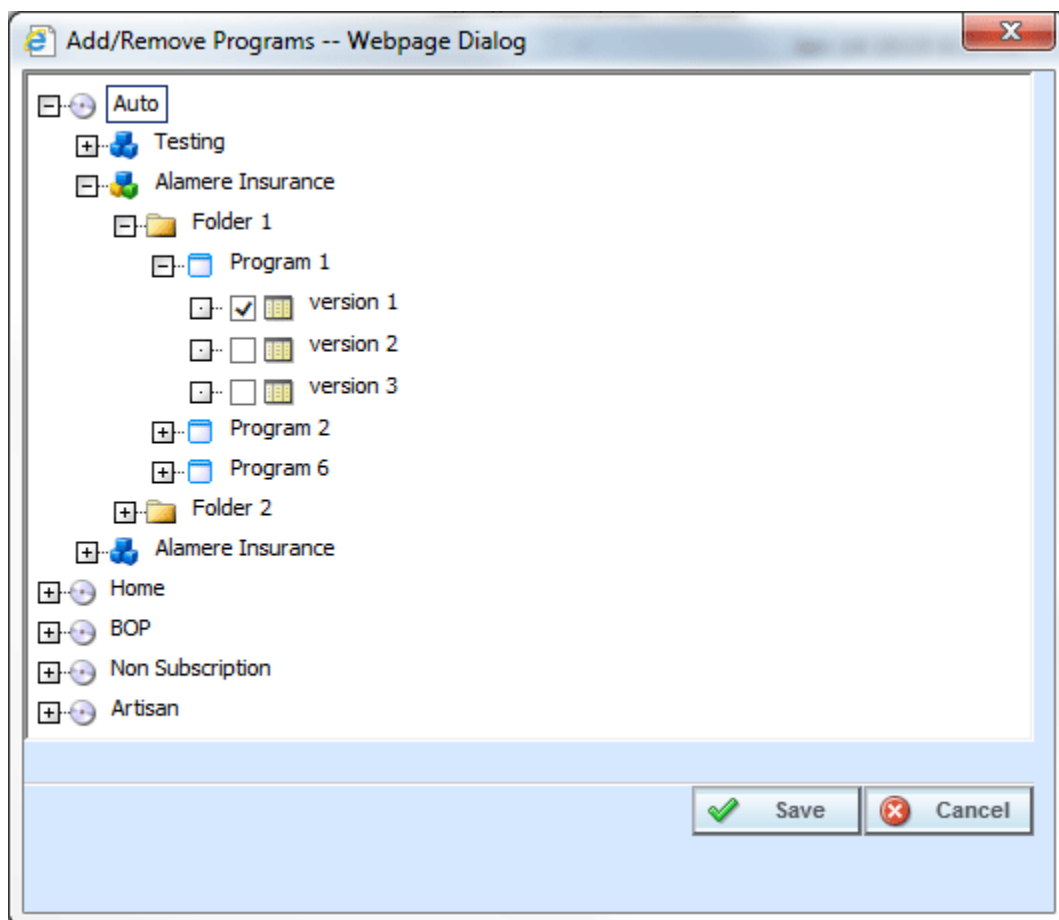 Add/Remove Programs -- Webpage Dialog
Auto
Testing
Alamere Insurance
Folder 1
Program 1
version 1
version 2
version 3
Program 2
Program 6
Folder 2
Alamere Insurance
Home
BOP
Non Subscription
Artisan
Save Cancel